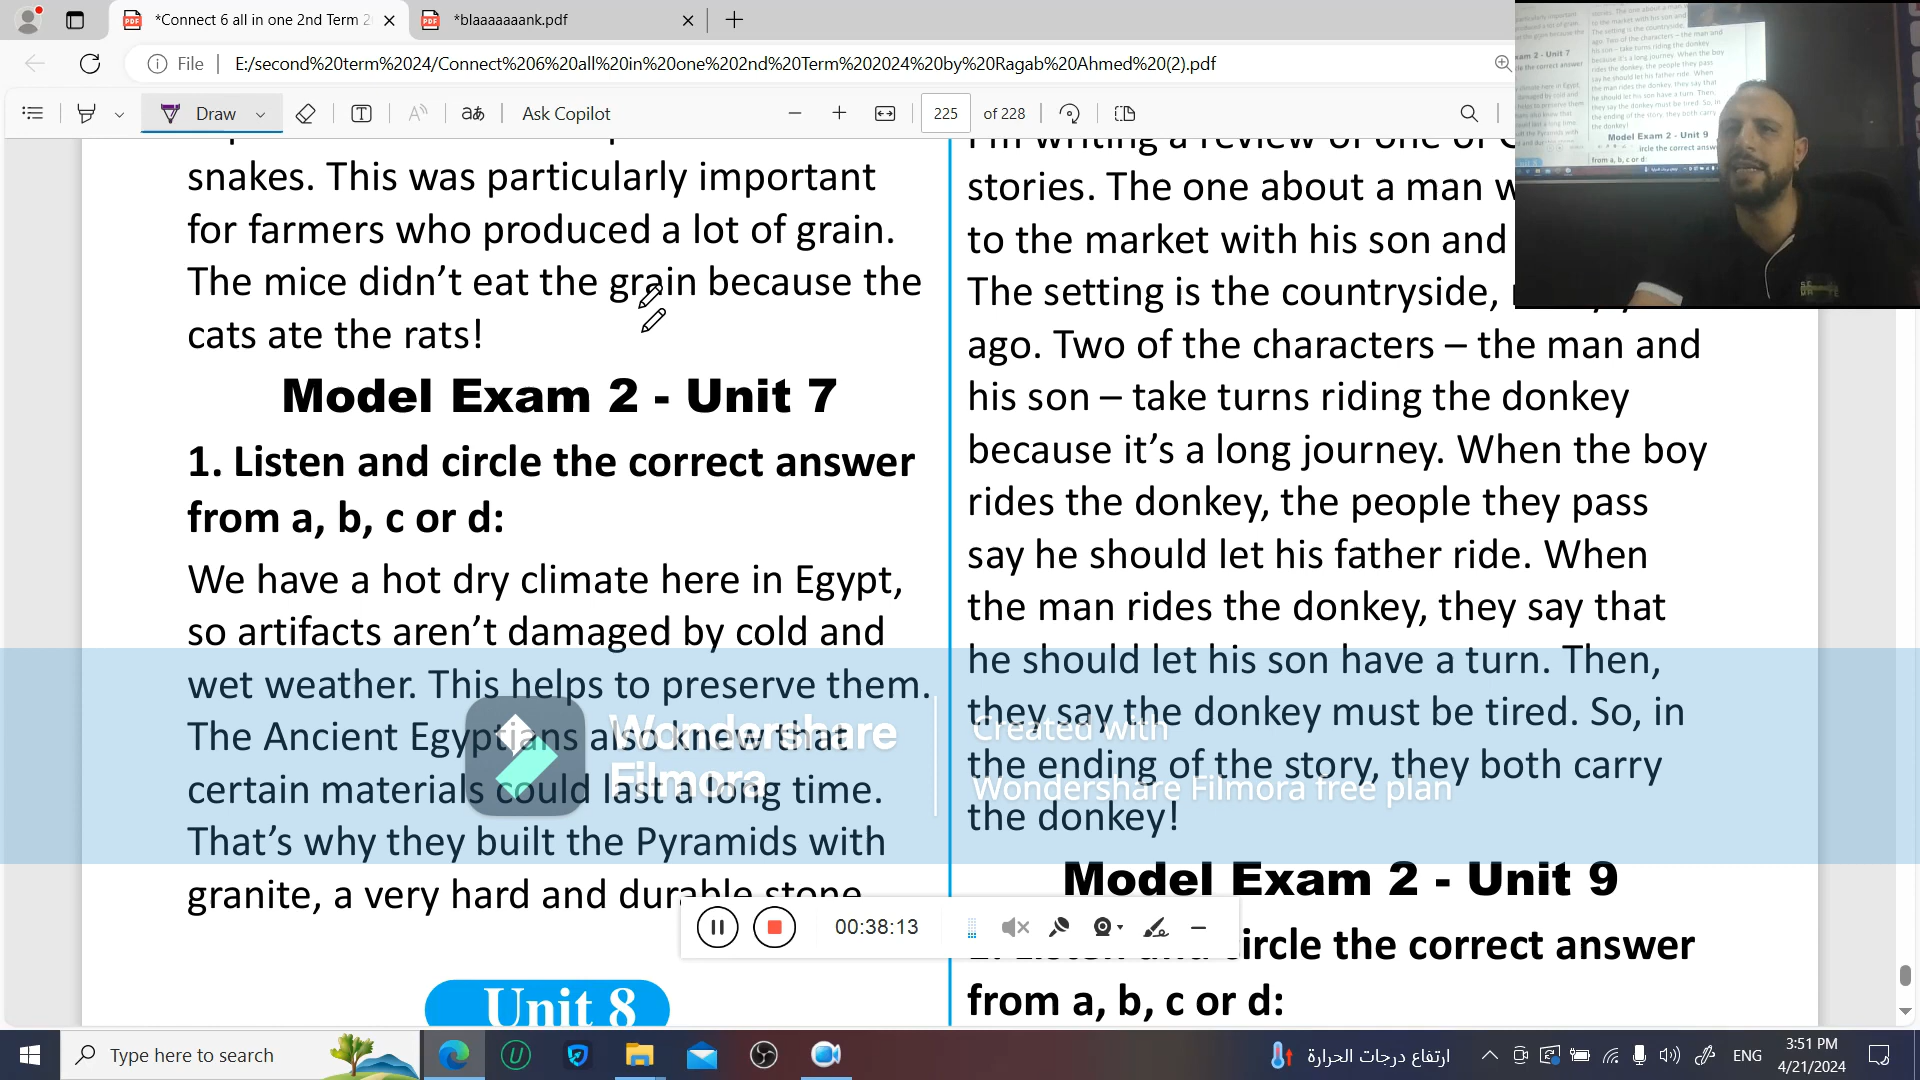 *Connect 6 all in one 2nd Term 2
*blaaaaaaank.pdf
File
E:/second%20term%2024/Connect%206%20all%20in%20one%202nd%20Term%202024%20by%20Ragab%20Ahmed%20(2).pdf
Draw
Ask Copilot
225
of 228
snakes. This was particularly important
for farmers who produced a lot of grain.
The mice didn't eat the grain because the
cats ate the rats!
Model Exam 2 - Unit 7
1. Listen and circle the correct answer
from a, b, c or d:
We have a hot dry climate here in Egypt,
so artifacts aren't damaged by cold and
wet weather. This helps to preserve them.
The Ancient Egyptians also knew that
certain materials could last a long time.
That's why they built the Pyramids with
granite, a very hard and durable stone
Unit 8
I'm writing a review of one of
stories. The one about a man
to the market with his son and
The setting is the countryside,
ago. Two of the characters – the man and
his son – take turns riding the donkey
because it's a long journey. When the boy
rides the donkey, the people they pass
say he should let his father ride. When
the man rides the donkey, they say that
he should let his son have a turn. Then,
they say the donkey must be tired. So, in
the ending of the story, they both carry
the donkey!
Model Exam 2 - Unit 9
circle the correct answer
from a, b, c or d:
Wondershare
Filmora
Created with
Wondershare Filmora free plan
00:38:13
Type here to search
ارتفاع درجات الحرارة
ENG
3:51 PM
4/21/2024